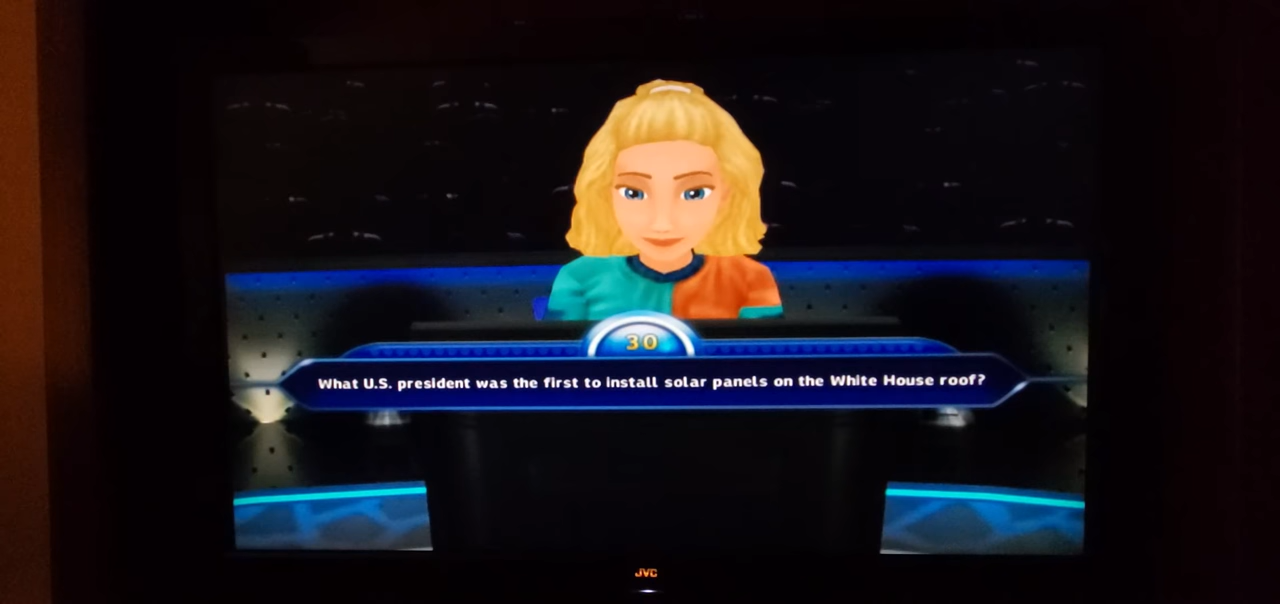 30
What U.S. president was the first to install solar panels on the White House roof?
JVC